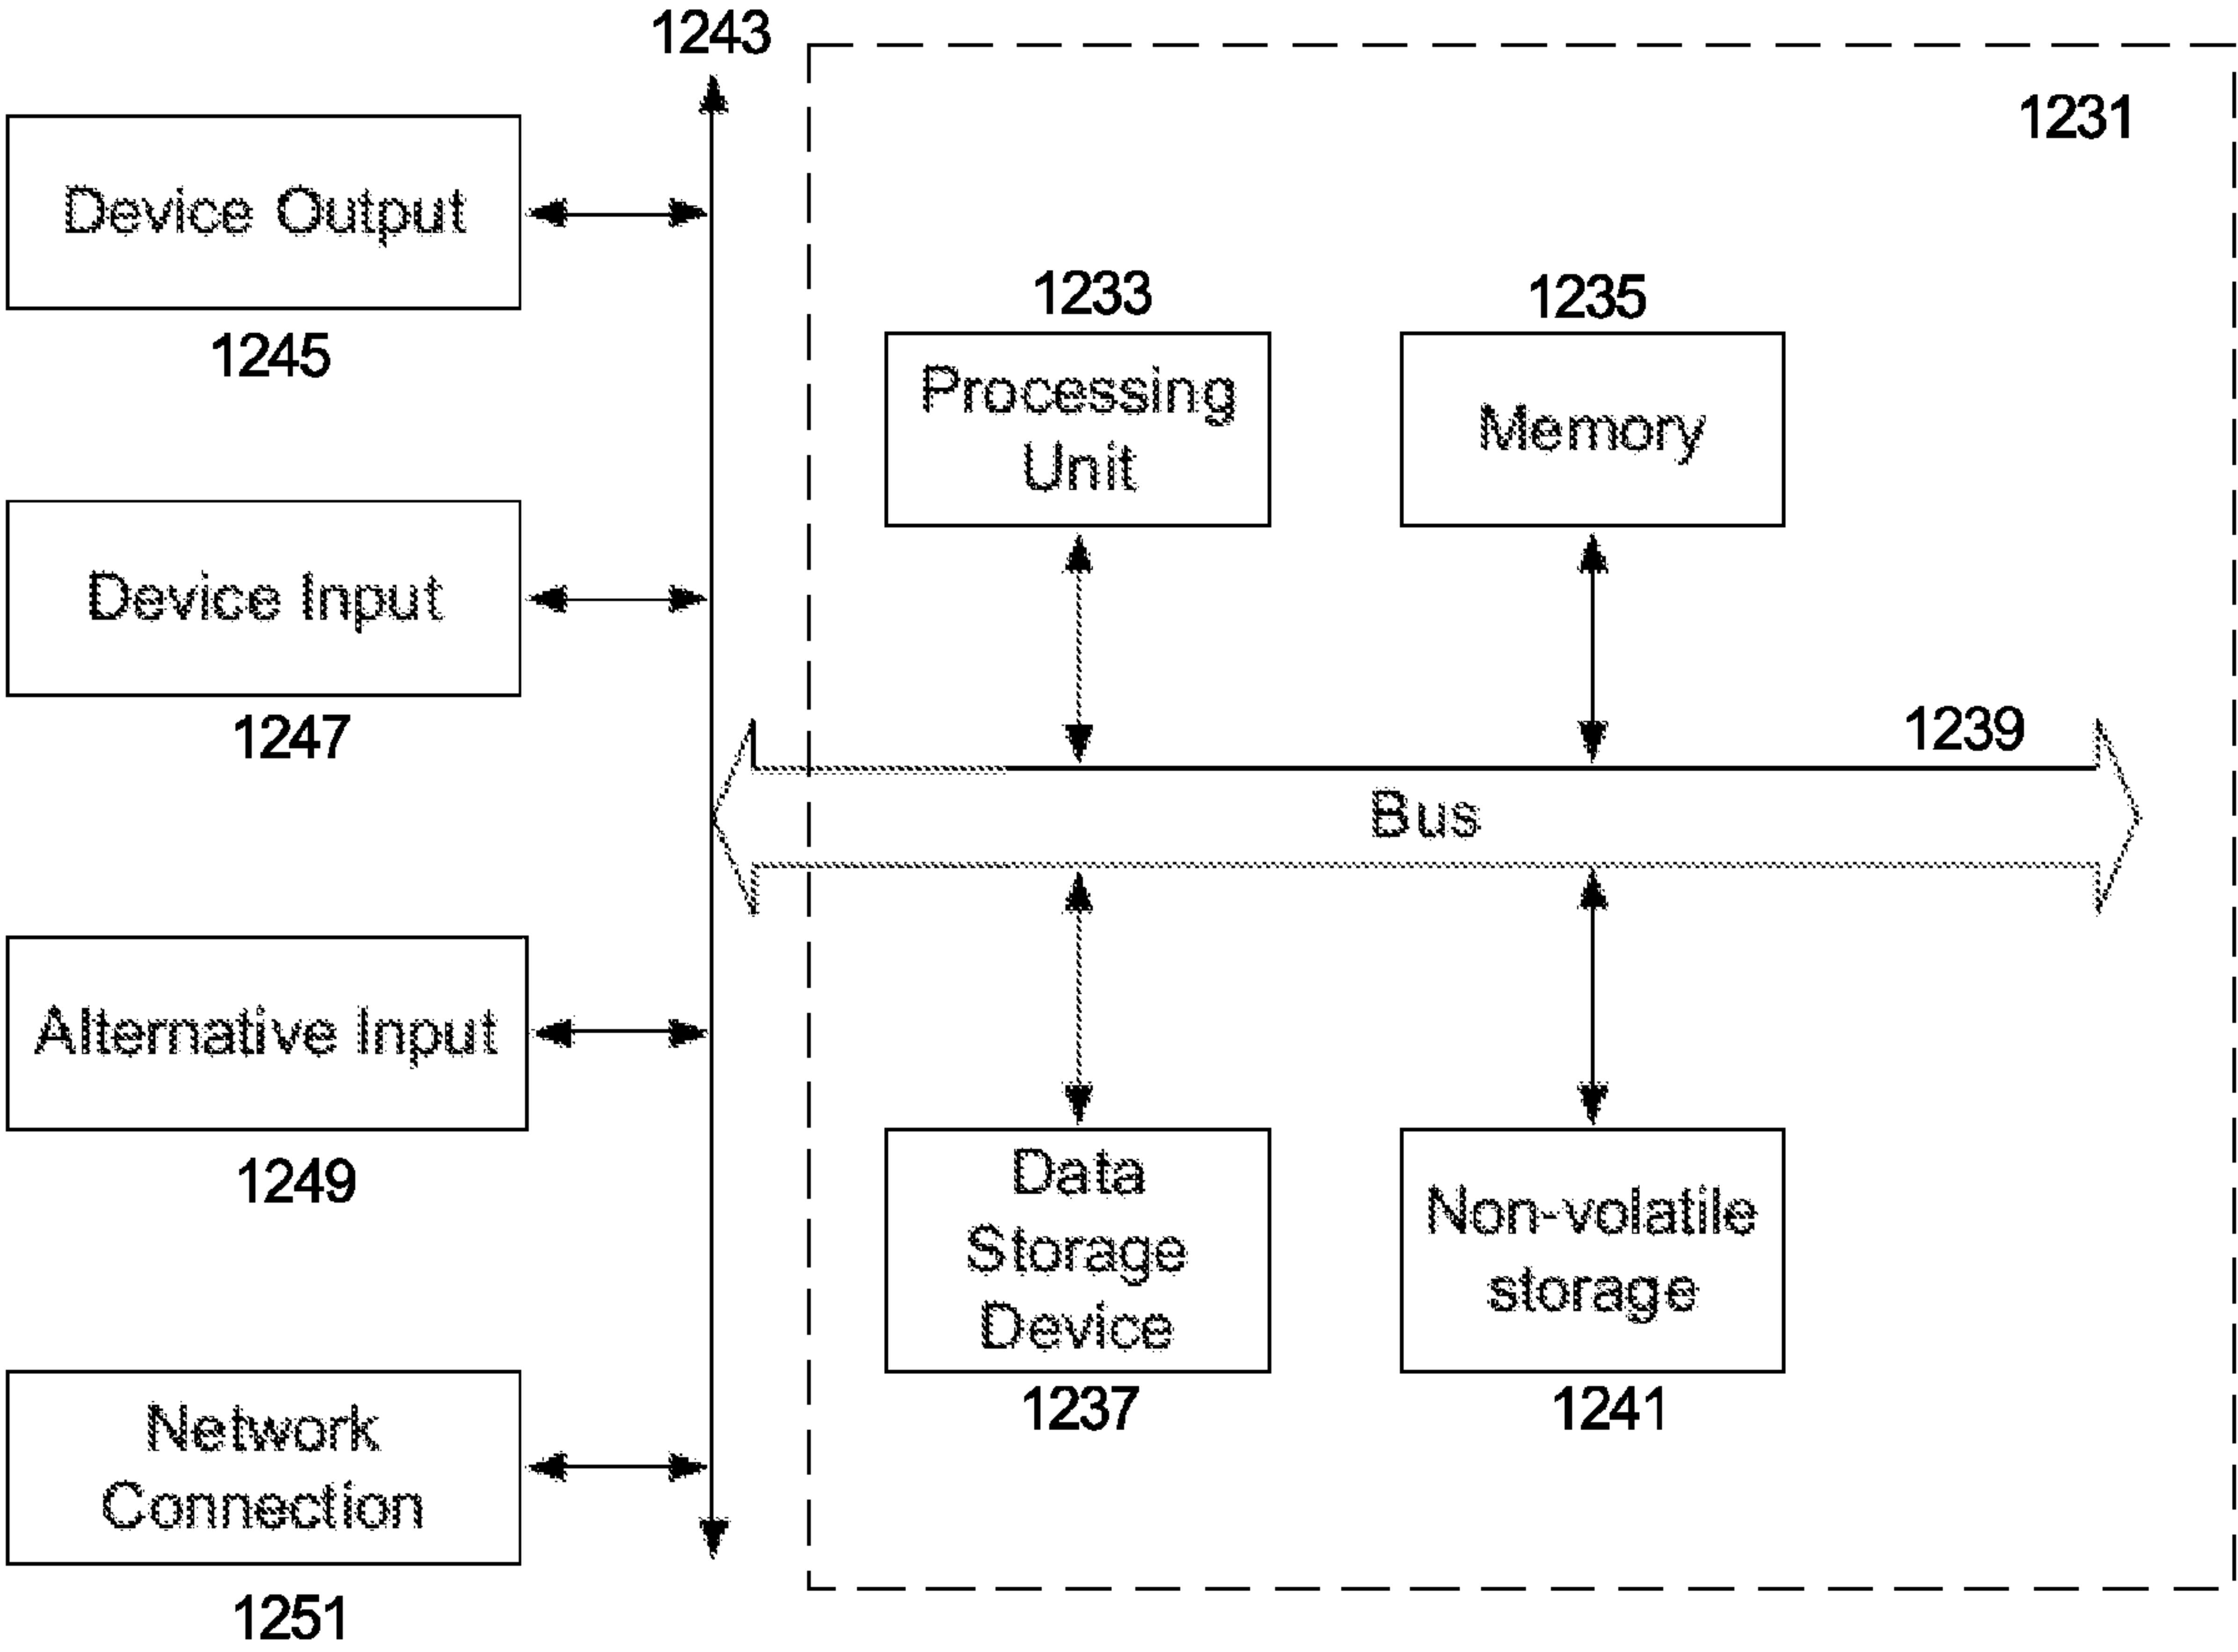 1243
1231
Device Output
1245
1233
Processing
Unit
1235
Memory
Device Input
1247
1239
Bus
Alternative Input
1249
Data
Storage
Device
1237
Non-volatile
storage
1241
Network
Connection
1251